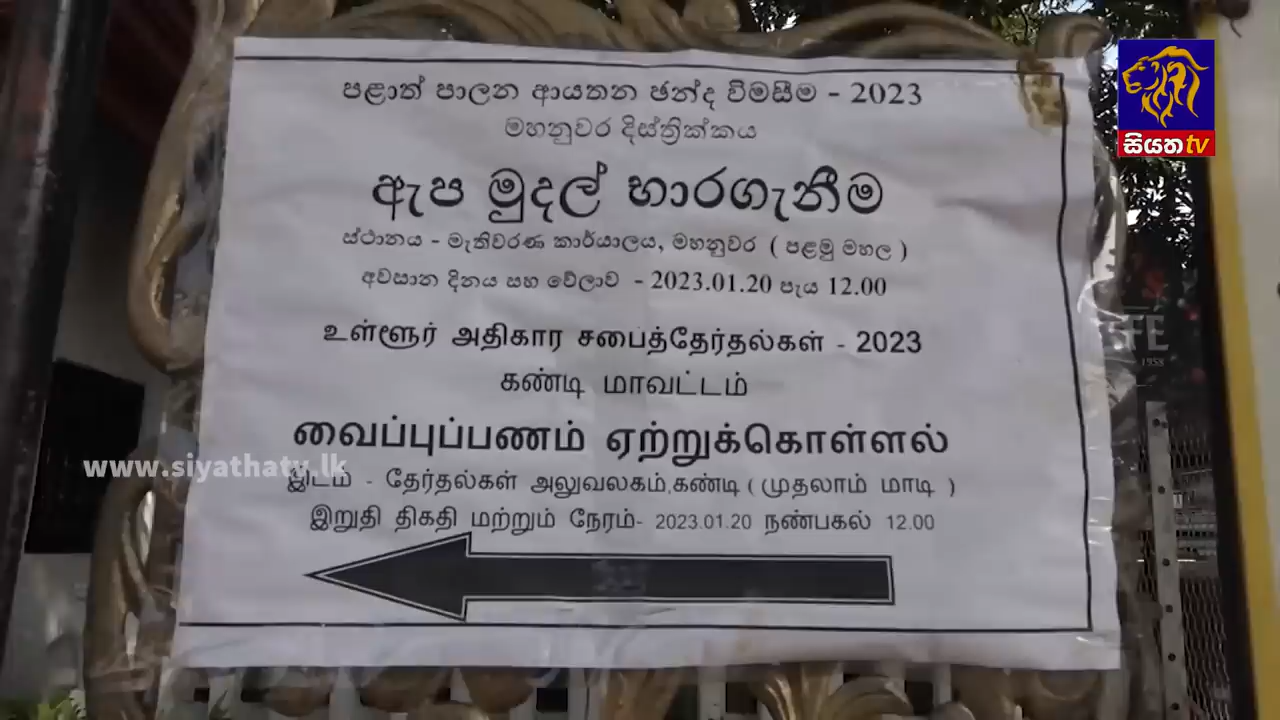 පළාත් පාලන ආයතන ඡන්ද විමසීම - 2023
මහනුවර දිස්ත්‍රික්කය
ඇප මුදල් භාරගැනීම
ස්ථානය - මැතිවරණ කාර්යාලය, මහනුවර ( පළමු මහල )
අවසාන දිනය සහ වේලාව - 2023.01.20 පැය 12.00
உள்ளூர் அதிகார சபைத்தேர்தல்கள் - 2023
கண்டி மாவட்டம்
வைப்புப்பணம் ஏற்றுக்கொள்ளல்
இடம் - தேர்தல்கள் அலுவலகம்,கண்டி ( முதலாம் மாடி )
இறுதி திகதி மற்றும் நேரம்- 2023.01.20 நண்பகல் 12.00
සියත tv
www.siyathatv.lk
1958